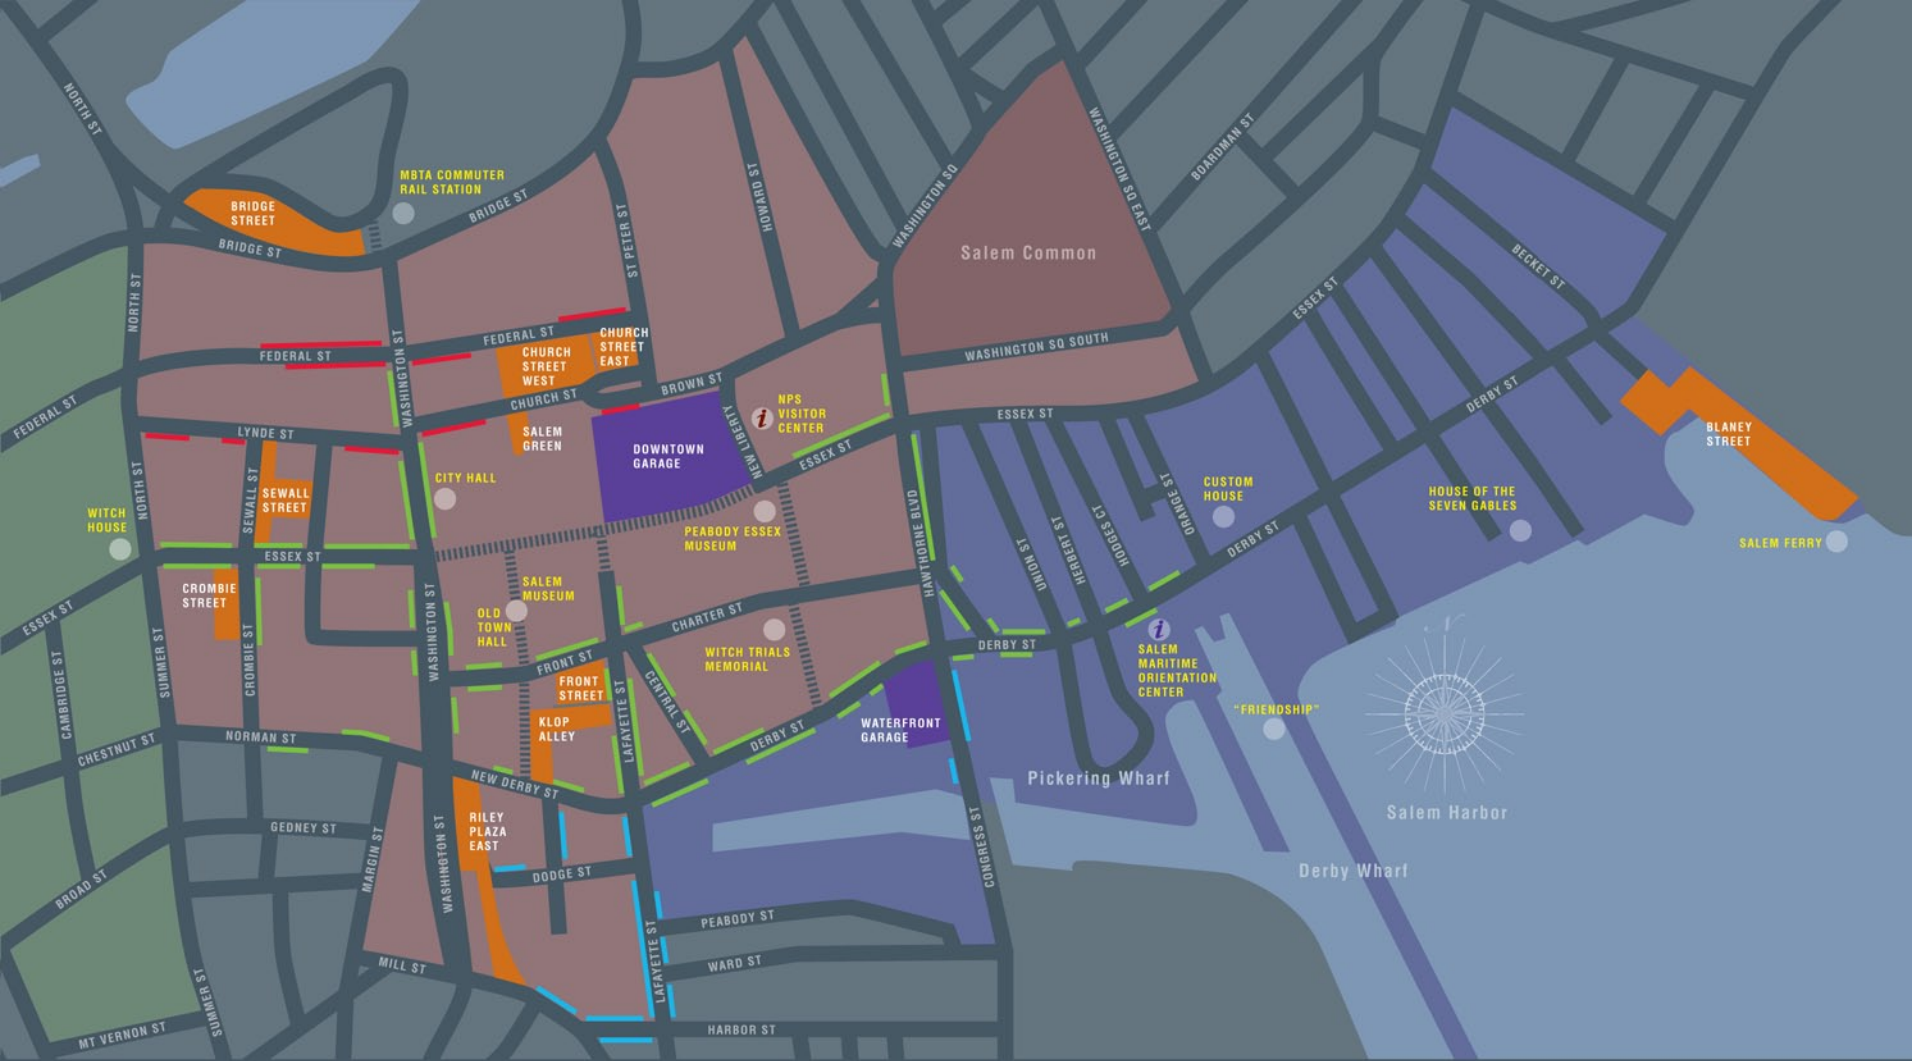 NORTH ST
MBTA COMMUTER
RAIL STATION
BRIDGE
STREET
BRIDGE ST
BRIDGE ST
ST PETER ST
HOWARD ST
WASHINGTON SQ
WASHINGTON SQ EAST
BOARDMAN ST
Salem Common
BECKET ST
ESSEX ST
NORTH ST
FEDERAL ST
FEDERAL ST
FEDERAL ST
WASHINGTON ST
CHURCH
STREET
EAST
CHURCH
STREET
WEST
WASHINGTON SQ SOUTH
CHURCH ST
BROWN ST
NEW LIBERTY
NPS
VISITOR
CENTER
ESSEX ST
DERBY ST
BLANEY
STREET
LYNDE ST
SALEM
GREEN
DOWNTOWN
GARAGE
ESSEX ST
NORTH ST
SEWALL ST
SEWALL
STREET
CITY HALL
CUSTOM
HOUSE
HOUSE OF THE
SEVEN GABLES
WITCH
HOUSE
PEABODY ESSEX
MUSEUM
HAWTHORNE BLVD
UNION ST
HERBERT ST
HODGES CT
ORANGE ST
DERBY ST
SALEM FERRY
ESSEX ST
CROMBIE
STREET
SALEM
MUSEUM
OLD
TOWN
HALL
CHARTER ST
ESSEX ST
CAMBRIDGE ST
SUMMER ST
CROMBIE ST
WASHINGTON ST
FRONT ST
WITCH TRIALS
MEMORIAL
DERBY ST
SALEM
MARITIME
ORIENTATION
CENTER
FRONT
STREET
CENTRAL ST
LAFAYETTE ST
KLOP
ALLEY
DERBY ST
WATERFRONT
GARAGE
"FRIENDSHIP"
N
CHESTNUT ST
NORMAN ST
NEW DERBY ST
Pickering Wharf
Salem Harbor
GEDNEY ST
MARGIN ST
WASHINGTON ST
RILEY
PLAZA
EAST
DODGE ST
CONGRESS ST
Derby Wharf
BROAD ST
PEABODY ST
LAFAYETTE ST
WARD ST
MILL ST
SUMMER ST
MT VERNON ST
HARBOR ST